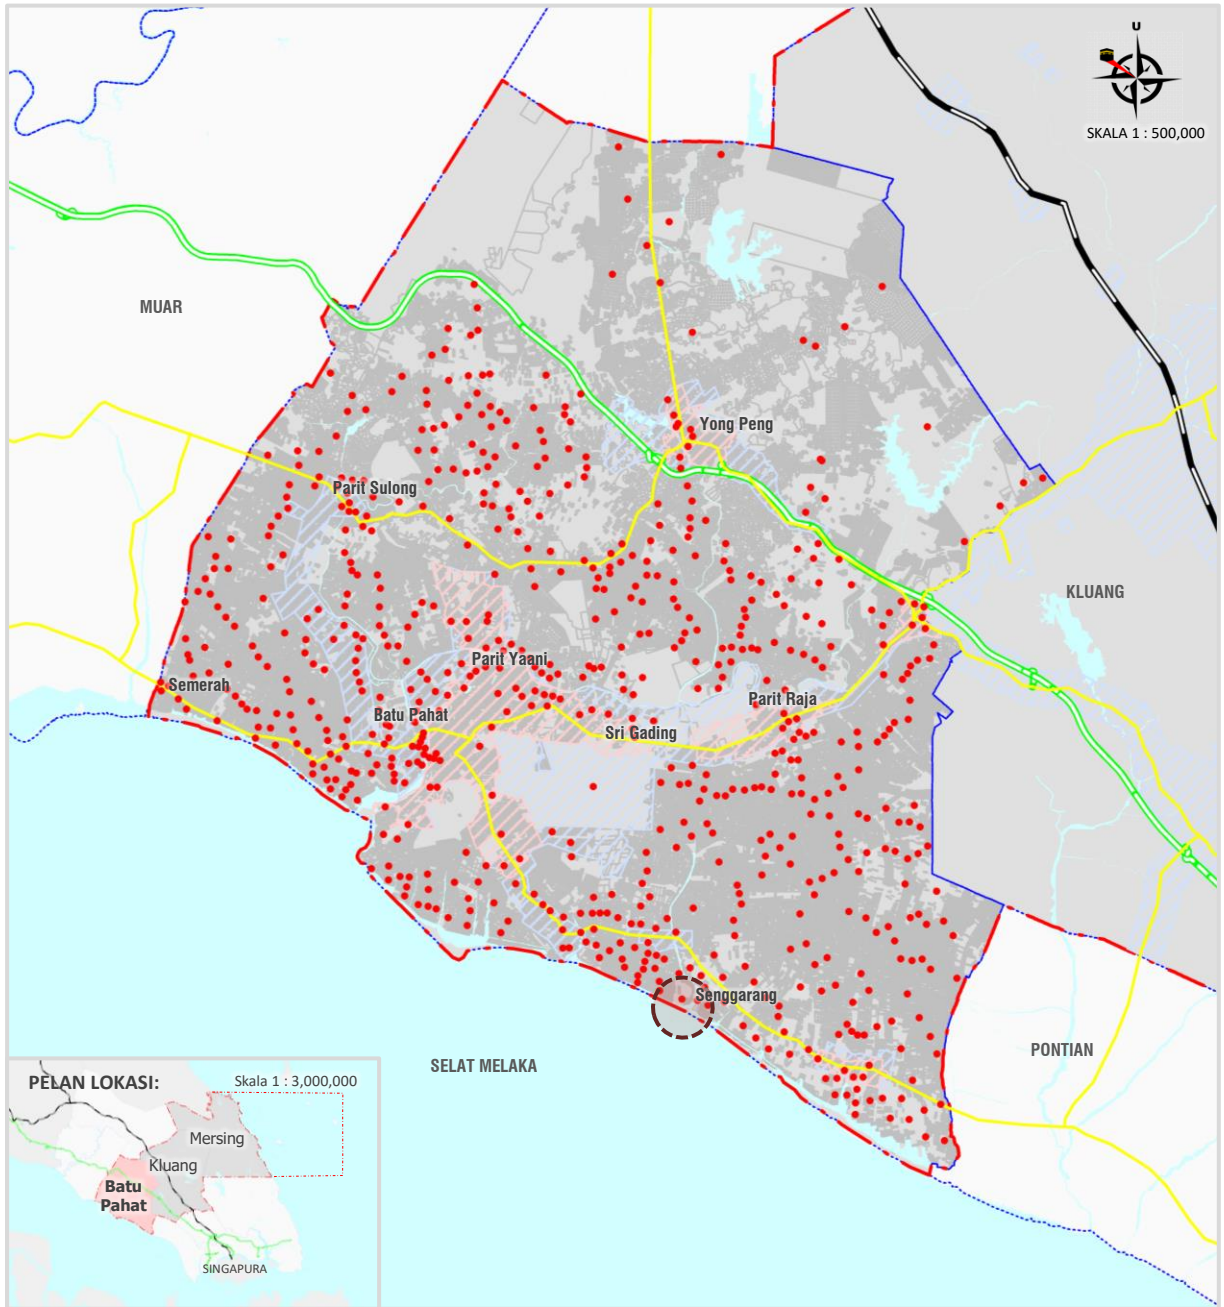 U
SKALA 1 : 500,000
MUAR
Yong Peng
Parit Sulong
KLUANG
Parit Yaani
Semerah
Parit Raja
Batu Pahat
Sri Gading
Senggarang
PONTIAN
SELAT MELAKA
PELAN LOKASI:
Skala 1 : 3,000,000
Mersing
Kluang
Batu
Pahat
SINGAPURA